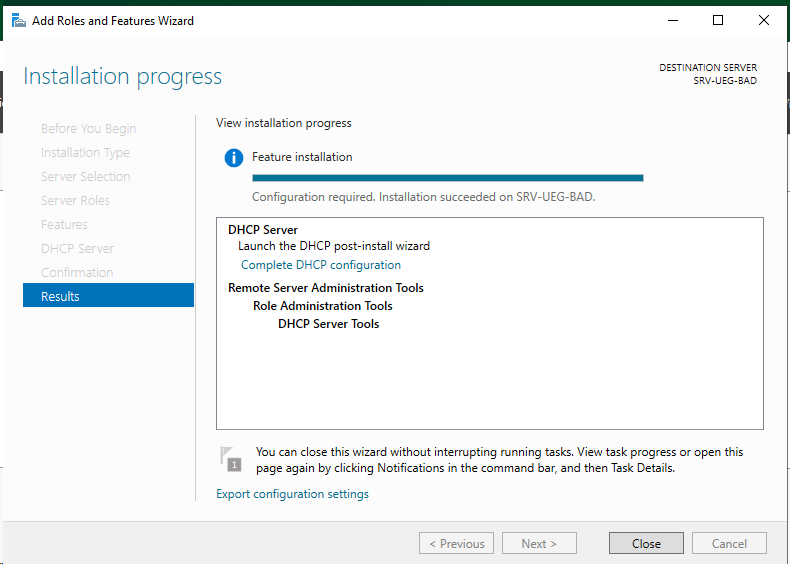 Add Roles and Features Wizard
Installation progress
DESTINATION SERVER
SRV-UEG-BAD
Before You Begin
Installation Type
Server Selection
Server Roles
Features
DHCP Server
Confirmation
Results
View installation progress
Feature installation
Configuration required. Installation succeeded on SRV-UEG-BAD.
DHCP Server
Launch the DHCP post-install wizard
Complete DHCP configuration
Remote Server Administration Tools
Role Administration Tools
DHCP Server Tools
1
You can close this wizard without interrupting running tasks. View task progress or open this
page again by clicking Notifications in the command bar, and then Task Details.
Export configuration settings
< Previous
Next >
Close
Cancel